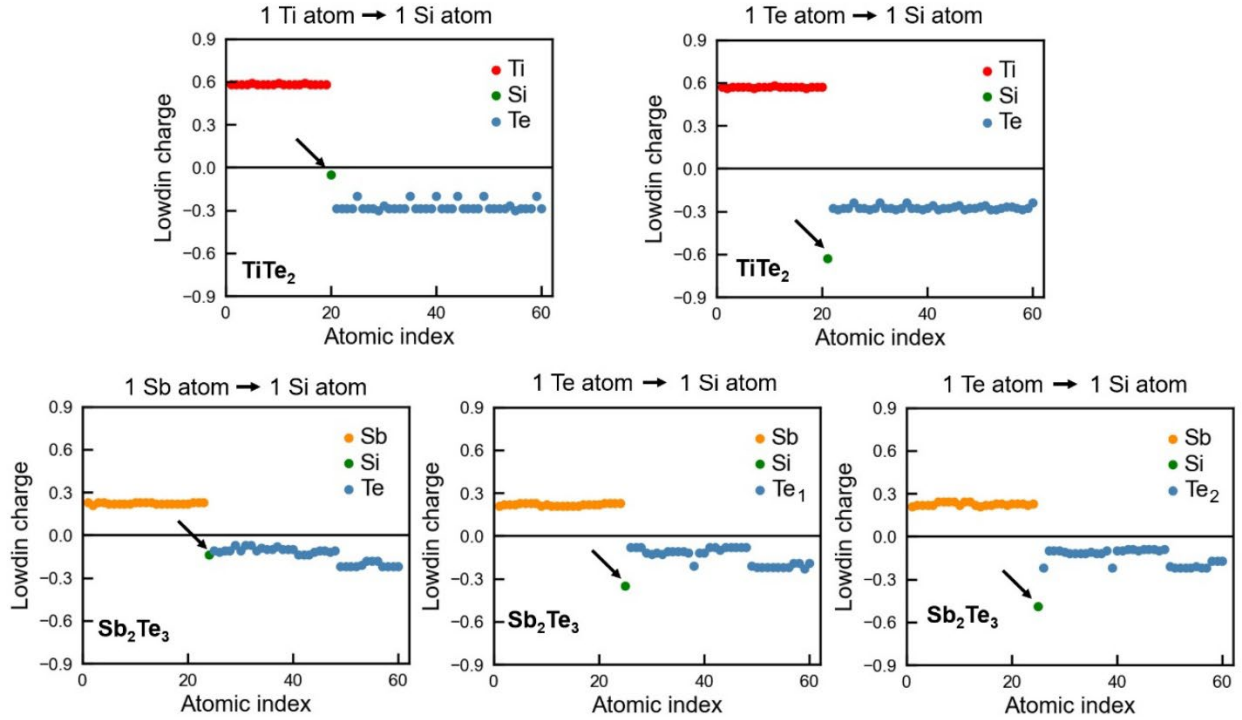 1 Ti atom → 1 Si atom
0.9
0.6
0.3
0.0
−0.3
−0.6
−0.9
Lowdin charge
Ti
Si
Te
TiTe₂
0
20
40
60
Atomic index
1 Te atom → 1 Si atom
0.9
0.6
0.3
0.0
−0.3
−0.6
−0.9
Lowdin charge
Ti
Si
Te
TiTe₂
0
20
40
60
Atomic index
1 Sb atom → 1 Si atom
0.9
0.6
0.3
0.0
−0.3
−0.6
−0.9
Lowdin charge
Sb
Si
Te
Sb₂Te₃
0
20
40
60
Atomic index
1 Te atom → 1 Si atom
0.9
0.6
0.3
0.0
−0.3
−0.6
−0.9
Lowdin charge
Sb
Si
Te₁
Sb₂Te₃
0
20
40
60
Atomic index
1 Te atom → 1 Si atom
0.9
0.6
0.3
0.0
−0.3
−0.6
−0.9
Lowdin charge
Sb
Si
Te₂
Sb₂Te₃
0
20
40
60
Atomic index